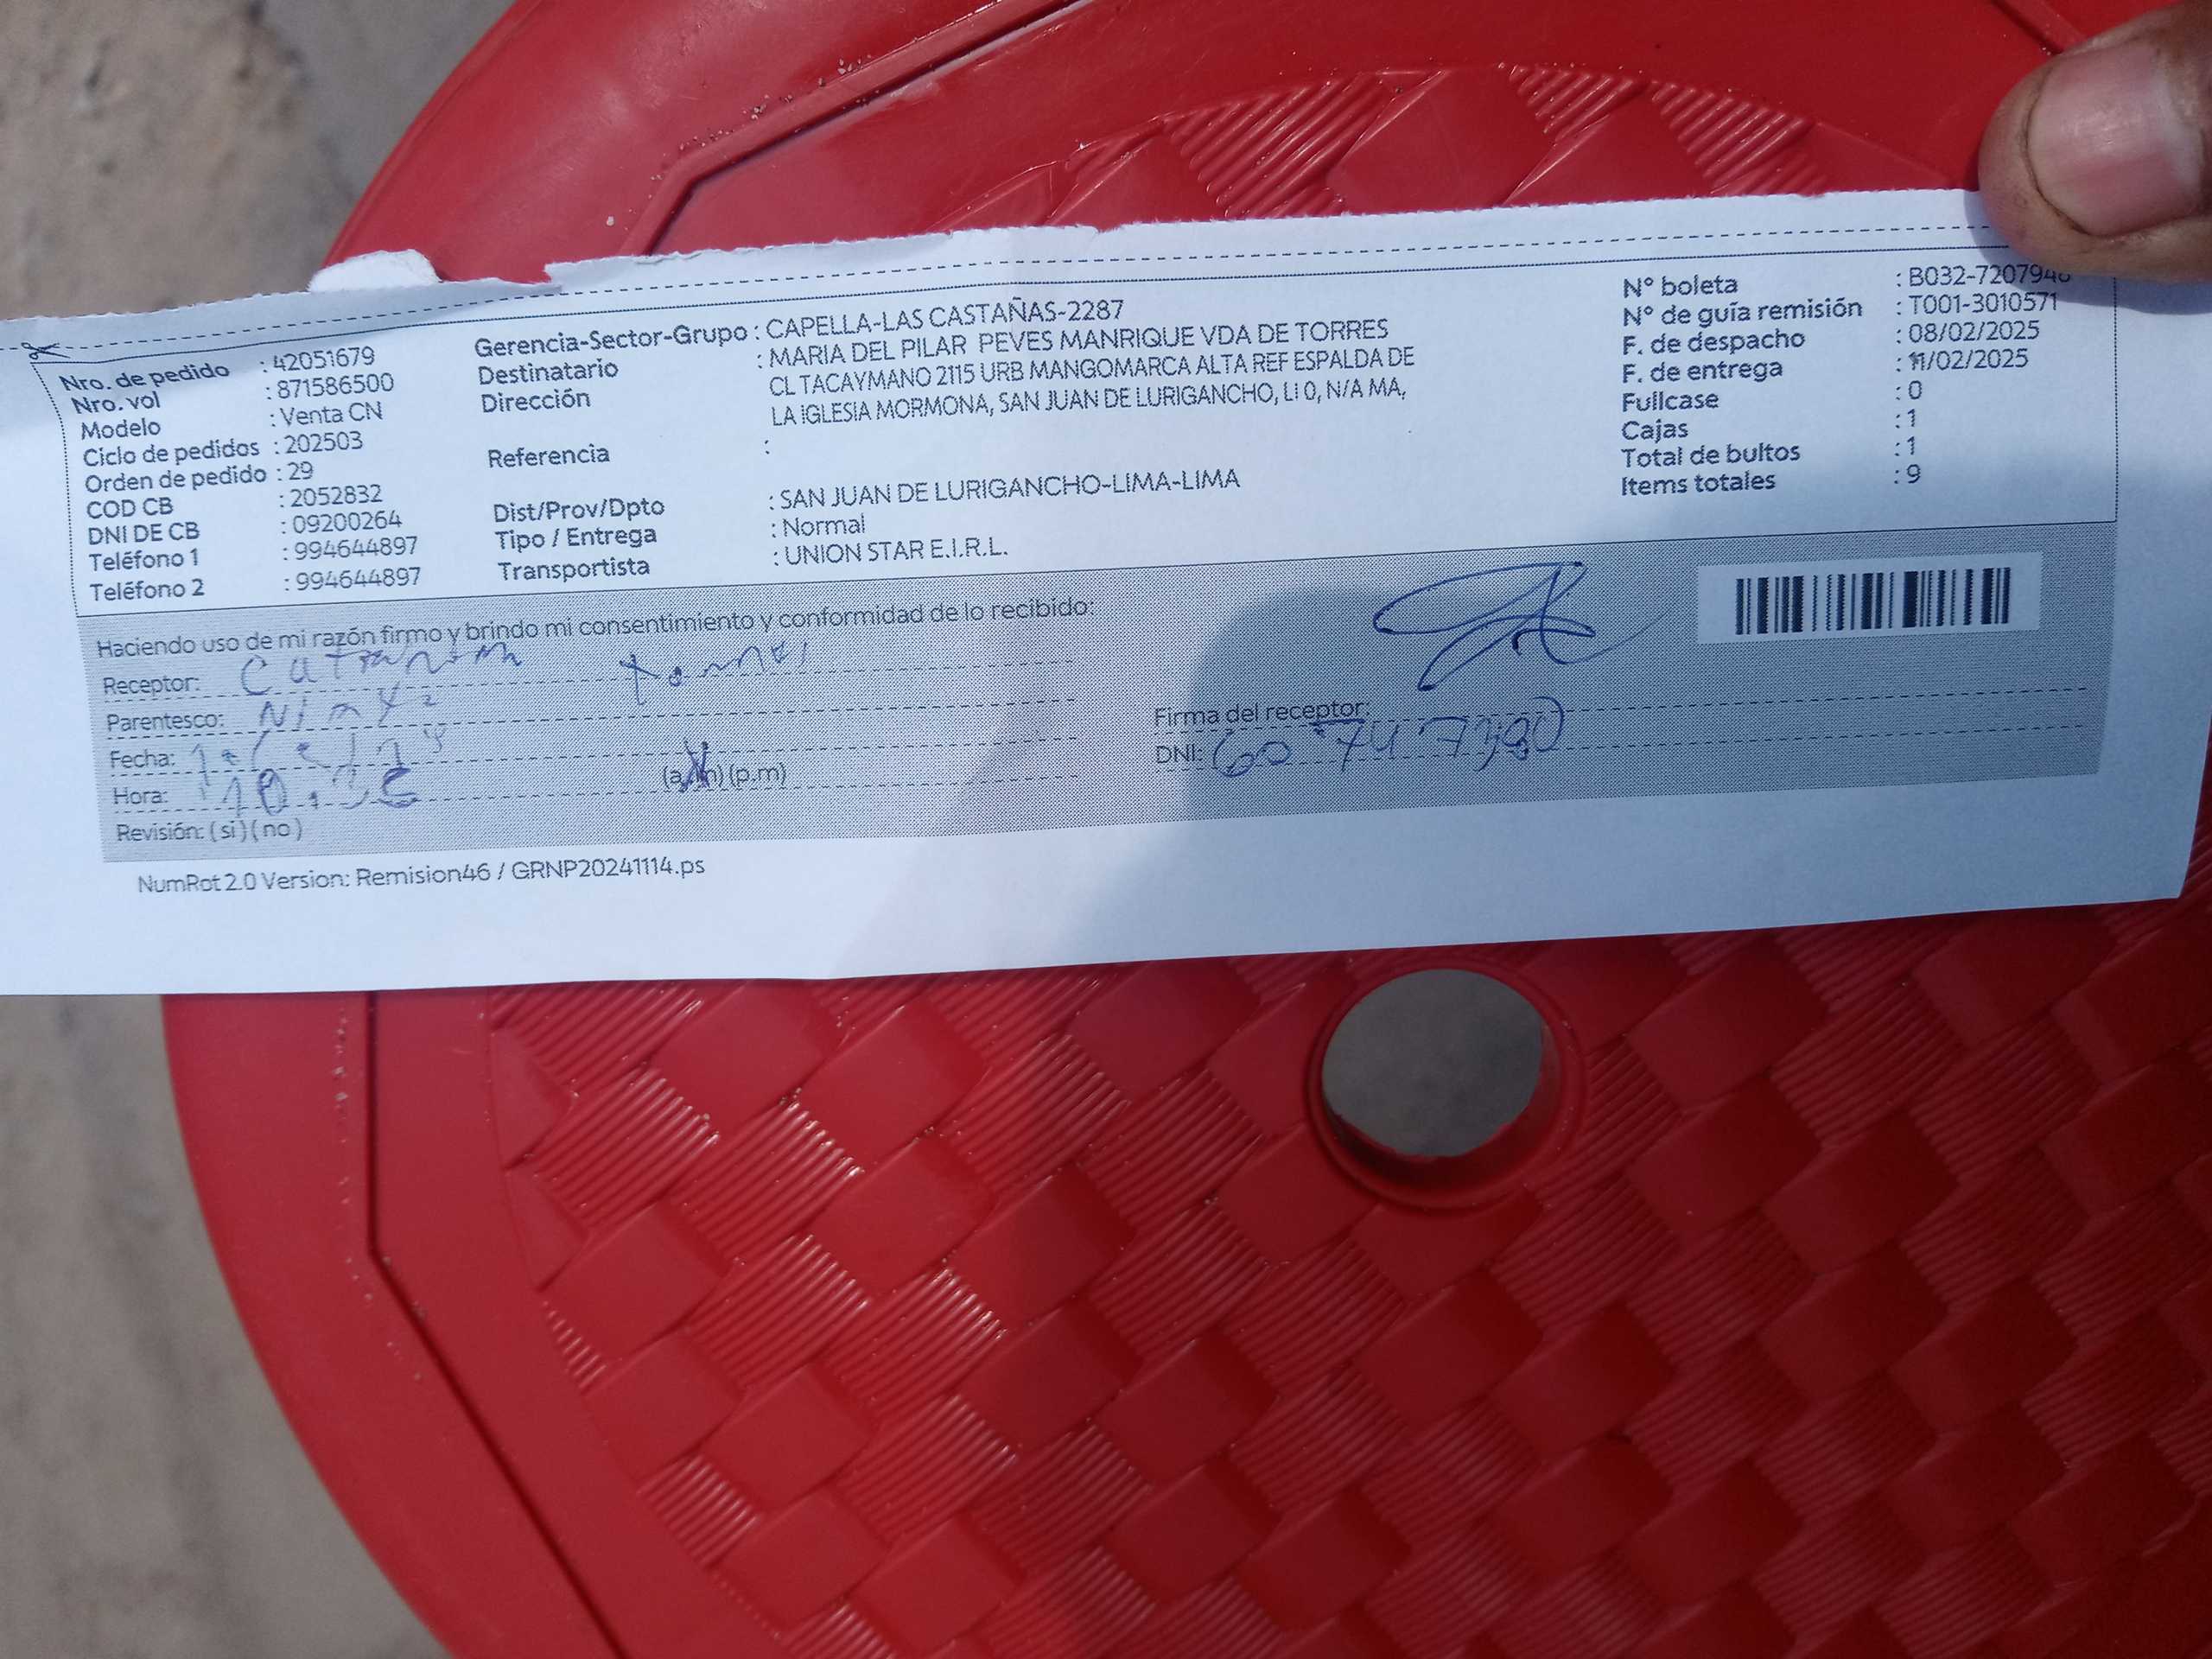 Nro. de pedido : 42051679
Nro. vol : 871586500
Modelo : Venta CN
Ciclo de pedidos : 202503
Orden de pedido : 29
COD CB : 2052832
DNI DE CB : 09200264
Teléfono 1 : 994644897
Teléfono 2 : 994644897
Gerencia-Sector-Grupo : CAPELLA-LAS CASTAÑAS-2287
Destinatario : MARIA DEL PILAR PEVES MANRIQUE VDA DE TORRES
Dirección CL TACAYMANO 2115 URB MANGOMARCA ALTA REF ESPALDA DE
LA IGLESIA MORMONA, SAN JUAN DE LURIGANCHO, LI 0, N/A MA,
Referencia :
Dist/Prov/Dpto : SAN JUAN DE LURIGANCHO-LIMA-LIMA
Tipo / Entrega : Normal
Transportista : UNION STAR E.I.R.L.
N° boleta : B032-7207948
N° de guía remisión : T001-3010571
F. de despacho : 08/02/2025
F. de entrega : 11/02/2025
Fullcase : 0
Cajas : 1
Total de bultos : 1
Items totales : 9
Haciendo uso de mi razón firmo y brindo mi consentimiento y conformidad de lo recibido:
Receptor:
Parentesco:
Fecha:
Hora: (a.m) (p.m)
Revisión: (si) (no)
Firma del receptor:
DNI:
NumRot 2.0 Version: Remision46 / GRNP20241114.ps